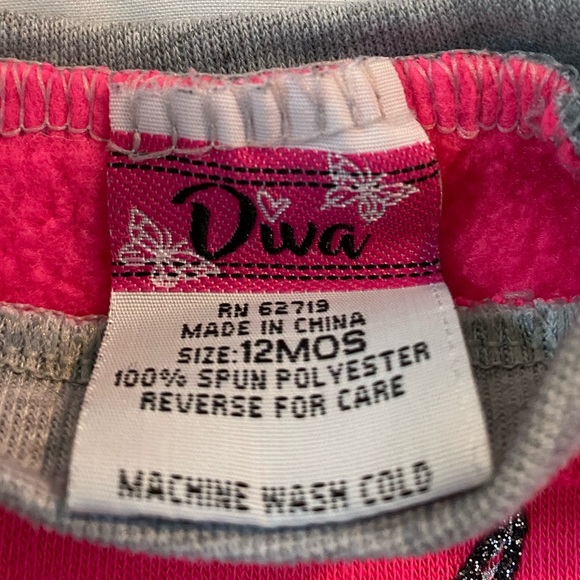 Diva
RN 62719
MADE IN CHINA
SIZE:12MOS
100% SPUN POLYESTER
REVERSE FOR CARE
MACHINE WASH COLD